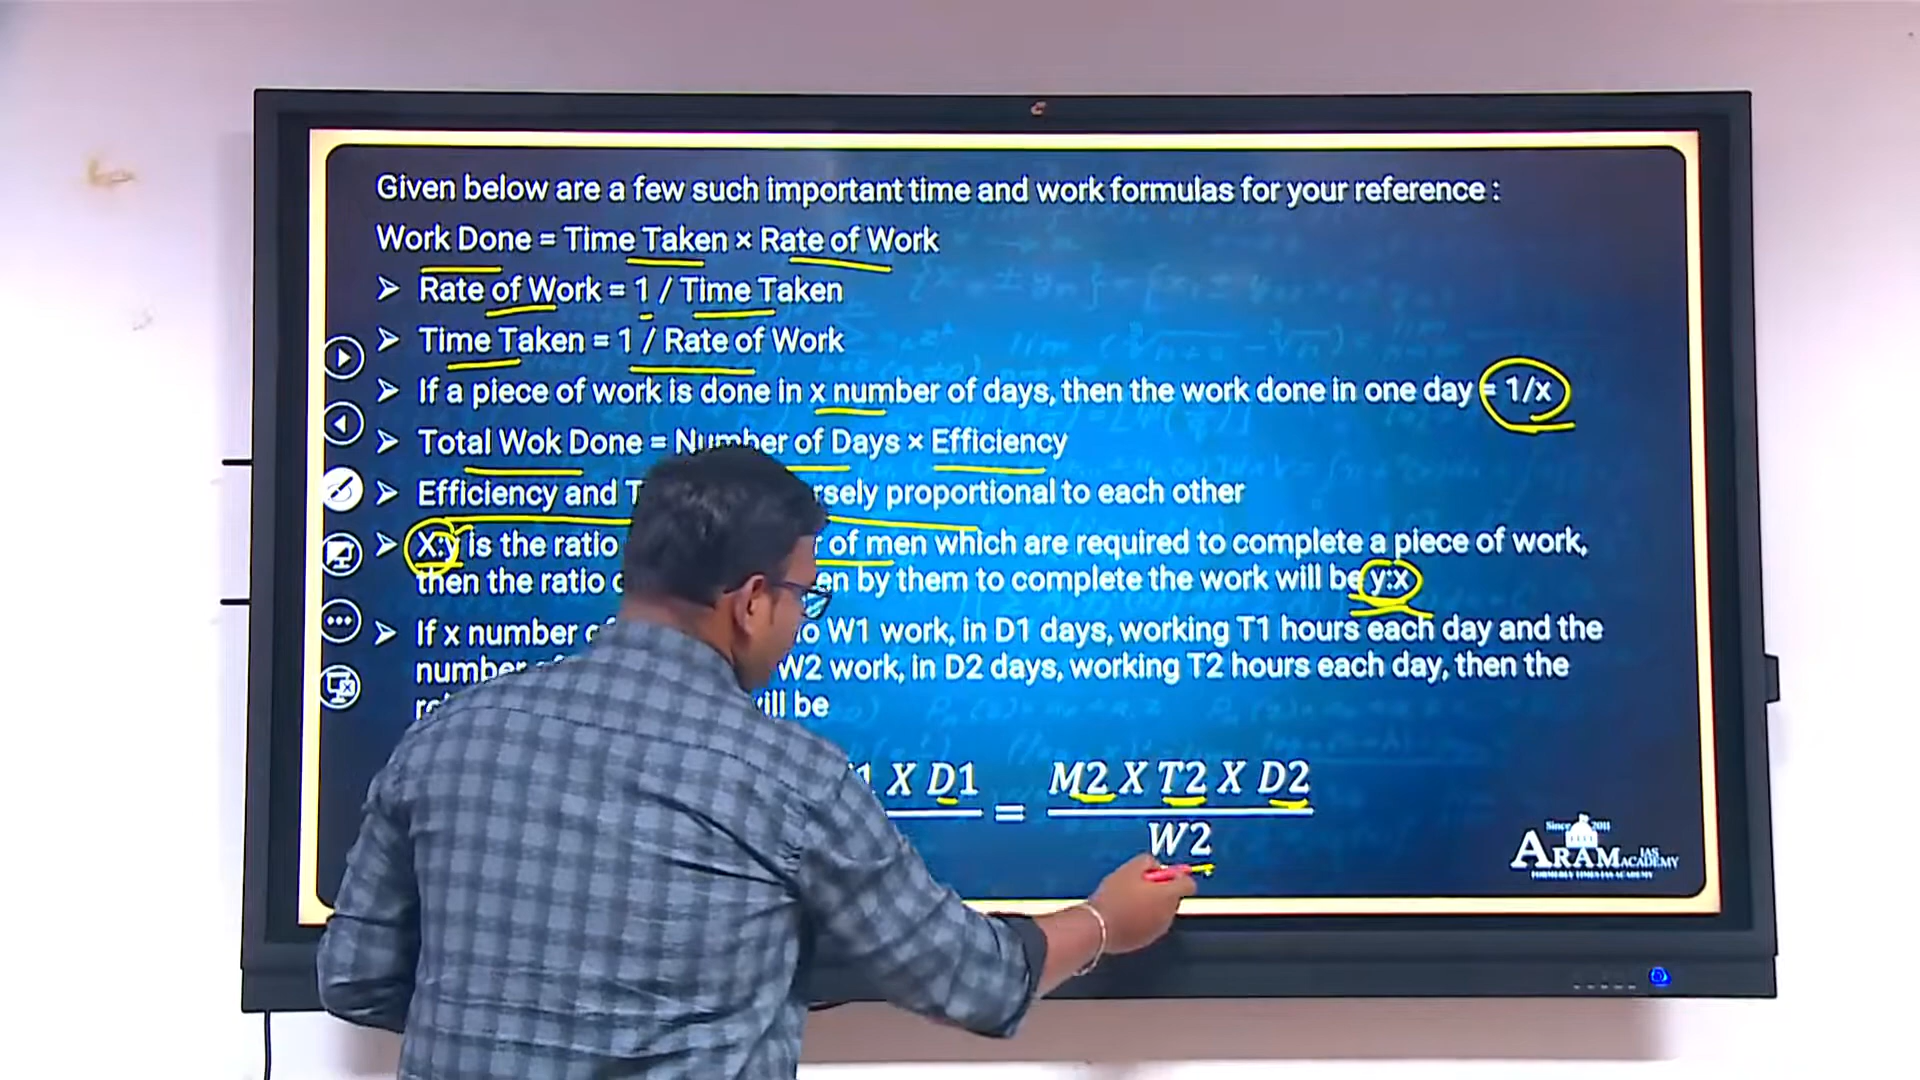 Given below are a few such important time and work formulas for your reference :
Work Done = Time Taken × Rate of Work
➤ Rate of Work = 1 / Time Taken
➤ Time Taken = 1 / Rate of Work
➤ If a piece of work is done in x number of days, then the work done in one day = 1/x
➤ Total Wok Done = Number of Days × Efficiency
➤ Efficiency and proportional to each other
➤ X:y is the ratio of men which are required to complete a piece of work,
then the ratio by them to complete the work will be y:x
➤ If x number W1 work, in D1 days, working T1 hours each day and the
W2 work, in D2 days, working T2 hours each day, then the
will be
X D1 = M2 X T2 X D2
W2
Since 2011
ARAM IAS ACADEMY
FORMERLY TIMES IAS ACADEMY